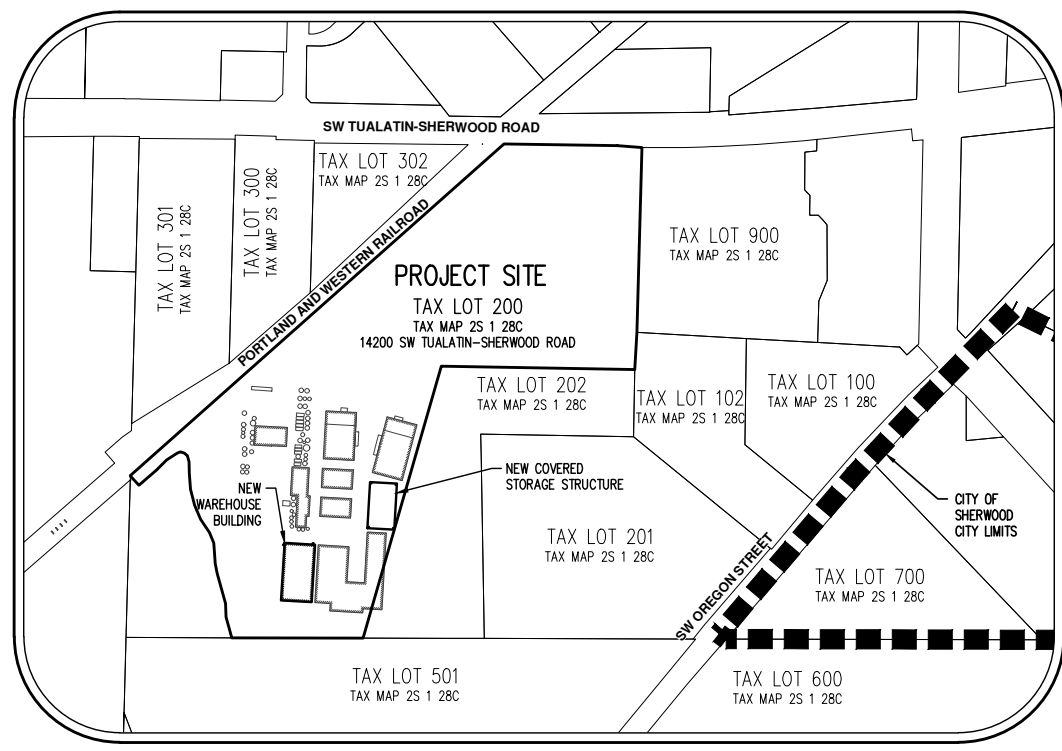 SW TUALATIN-SHERWOOD ROAD
TAX LOT 302
TAX MAP 2S 1 28C
TAX LOT 300
TAX MAP 2S 1 28C
TAX LOT 301
TAX MAP 2S 1 28C
PORTLAND AND WESTERN RAILROAD
TAX LOT 900
TAX MAP 2S 1 28C
PROJECT SITE
TAX LOT 200
TAX MAP 2S 1 28C
14200 SW TUALATIN-SHERWOOD ROAD
TAX LOT 202
TAX MAP 2S 1 28C
TAX LOT 102
TAX MAP 2S 1 28C
TAX LOT 100
TAX MAP 2S 1 28C
NEW COVERED
STORAGE STRUCTURE
NEW
WAREHOUSE
BUILDING
CITY OF
SHERWOOD
CITY LIMITS
TAX LOT 201
TAX MAP 2S 1 28C
SW OREGON STREET
TAX LOT 700
TAX MAP 2S 1 28C
TAX LOT 501
TAX MAP 2S 1 28C
TAX LOT 600
TAX MAP 2S 1 28C